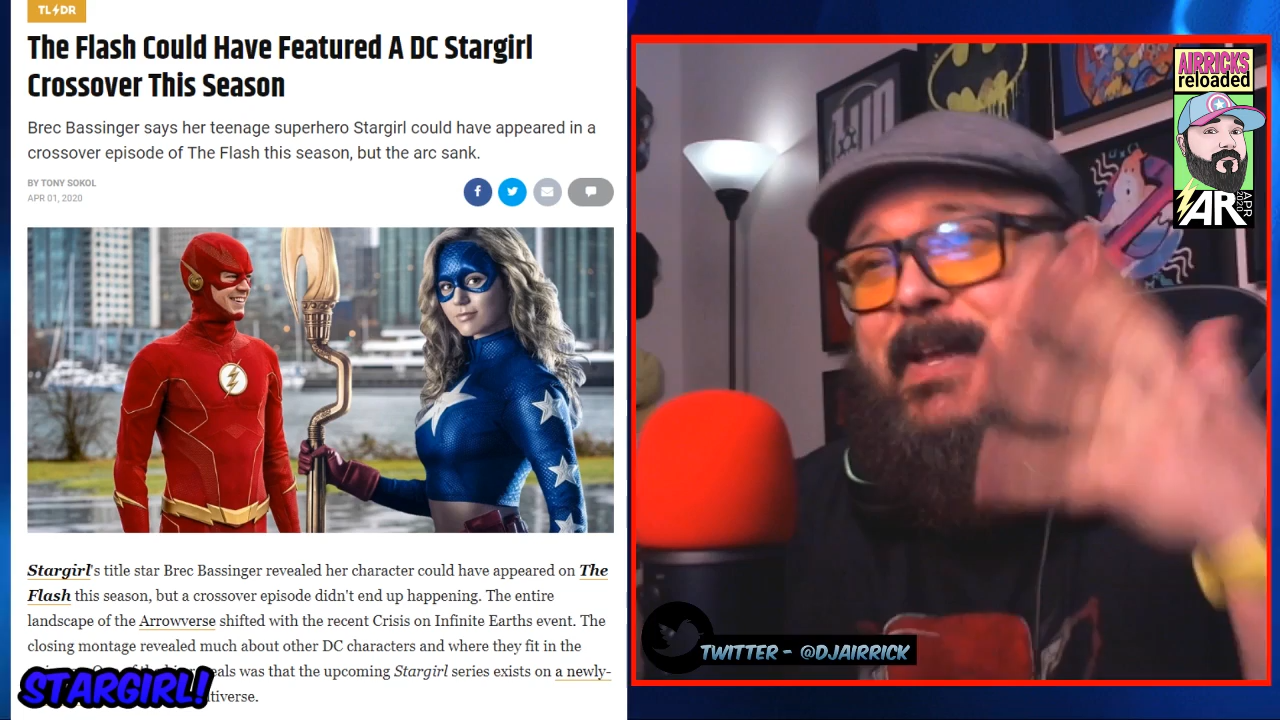 TL DR
The Flash Could Have Featured A DC Stargirl
Crossover This Season
Brec Bassinger says her teenage superhero Stargirl could have appeared in a
crossover episode of The Flash this season, but the arc sank.
BY TONY SOKOL
APR 01, 2020
Stargirl's title star Brec Bassinger revealed her character could have appeared on The
Flash this season, but a crossover episode didn't end up happening. The entire
landscape of the Arrowverse shifted with the recent Crisis on Infinite Earths event. The
closing montage revealed much about other DC characters and where they fit in the
was that the upcoming Stargirl series exists on a newly-
STARGIRL!
AIRRICKS
reloaded
AR
APR
2020
TWITTER - @DJAIRRICK